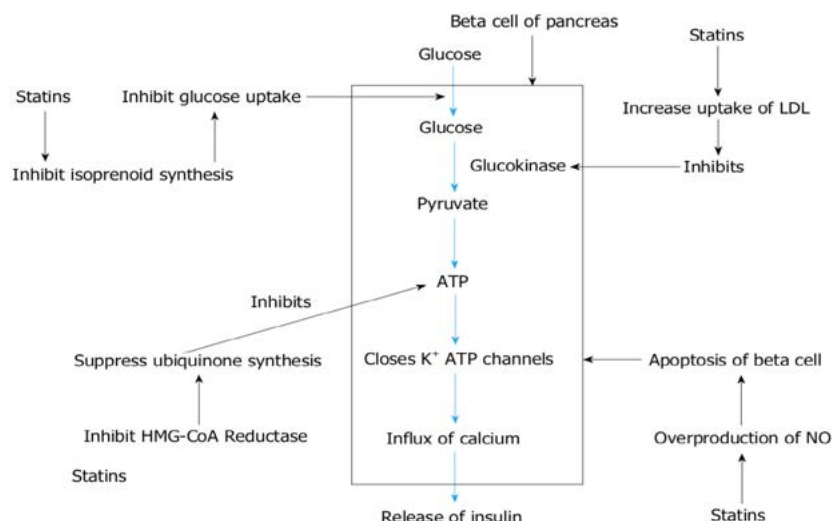 Beta cell of pancreas
Statins
Glucose
Statins
Inhibit glucose uptake
Increase uptake of LDL
Glucose
Inhibit isoprenoid synthesis
Glucokinase
Inhibits
Pyruvate
ATP
Inhibits
Suppress ubiquinone synthesis
Closes K⁺ ATP channels
Apoptosis of beta cell
Inhibit HMG-CoA Reductase
Influx of calcium
Overproduction of NO
Statins
Release of insulin
Statins